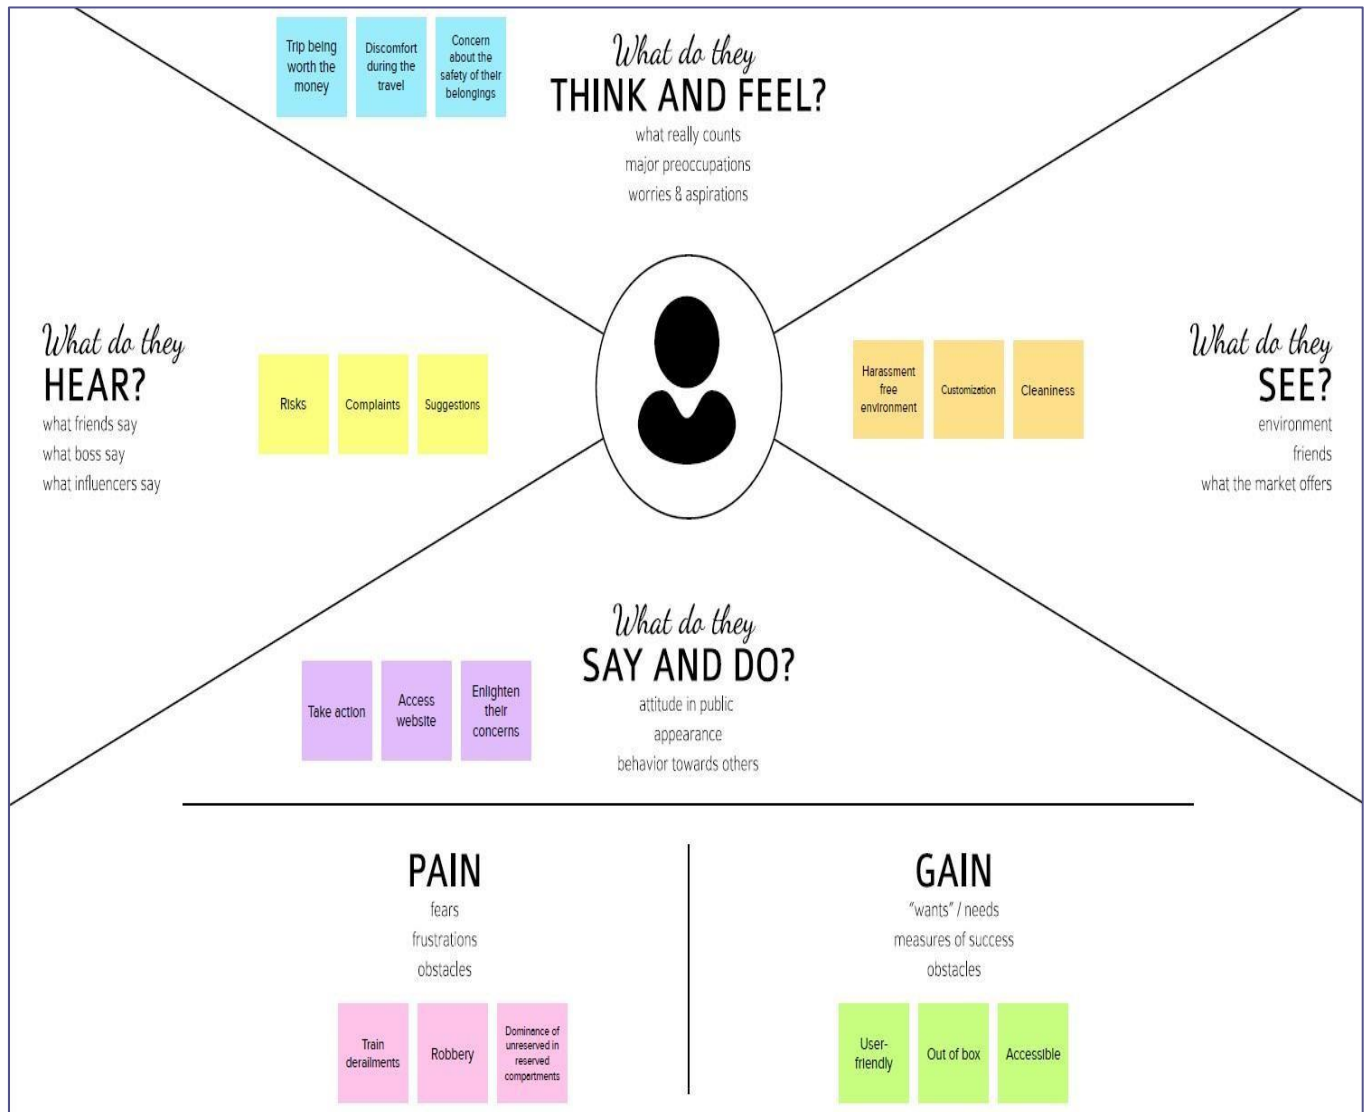 Trip being
worth the
money
Discomfort
during the
travel
Concern
about the
safety of their
belongings
What do they
THINK AND FEEL?
what really counts
major preoccupations
worries & aspirations
What do they
HEAR?
what friends say
what boss say
what influencers say
Risks
Complaints
Suggestions
Harassment
free
environment
Customization
Cleaniness
What do they
SEE?
environment
friends
what the market offers
What do they
SAY AND DO?
attitude in public
appearance
behavior towards others
Take action
Access
website
Enlighten
their
concerns
PAIN
fears
frustrations
obstacles
Train
derailments
Robbery
Dominance of
unreserved in
reserved
compartments
GAIN
"wants" / needs
measures of success
obstacles
User-
friendly
Out of box
Accessible